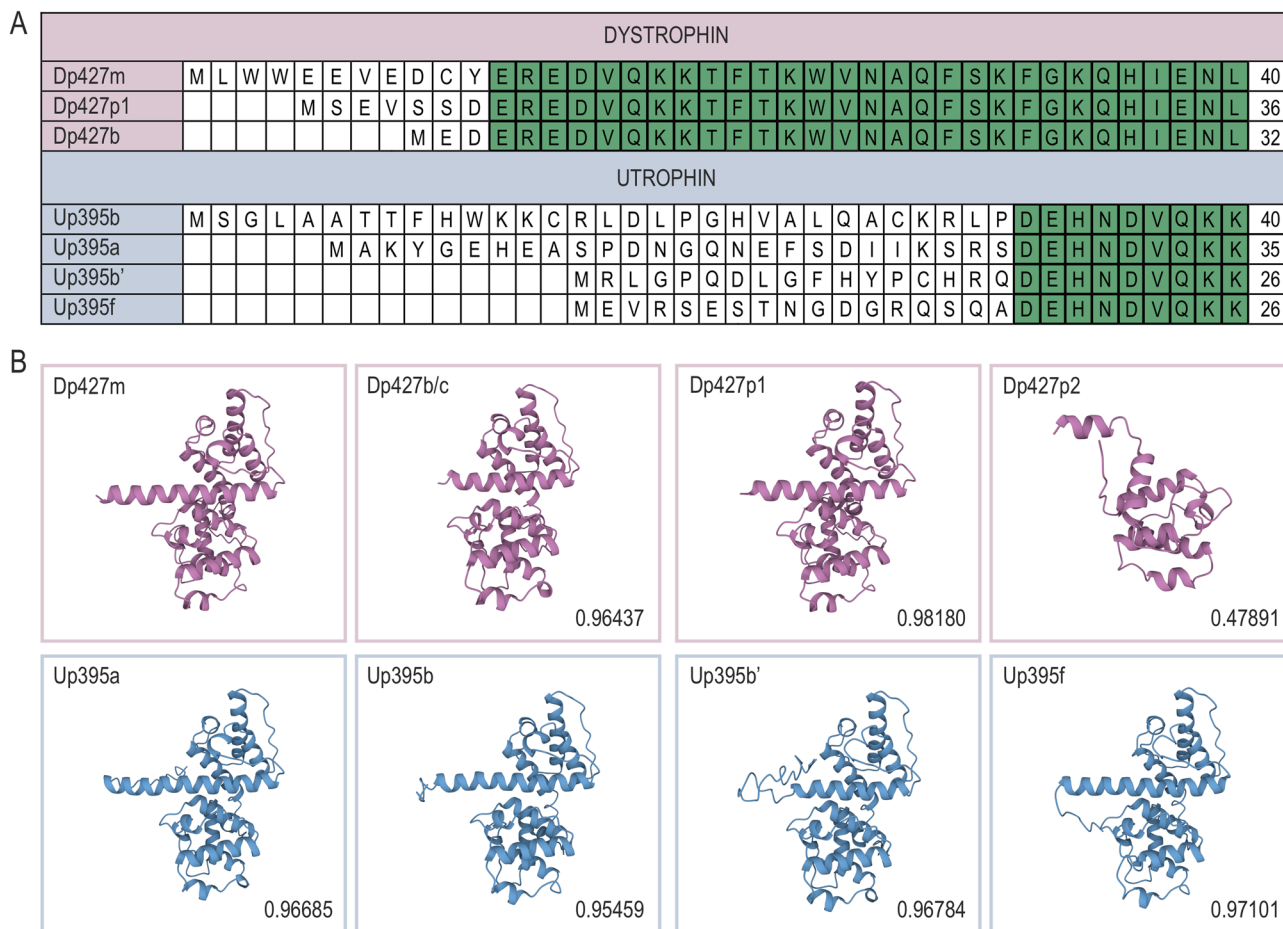 A
DYSTROPHIN
Dp427m M L W W E E V E D C Y E R E D V Q K K T F T K W V N A Q F S K F G K Q H I E N L 40
Dp427p1 M S E V S S D E R E D V Q K K T F T K W V N A Q F S K F G K Q H I E N L 36
Dp427b M E D E R E D V Q K K T F T K W V N A Q F S K F G K Q H I E N L 32
UTROPHIN
Up395b M S G L A A T T F H W K K C R L D L P G H V A L Q A C K R L P D E H N D V Q K K 40
Up395a M A K Y G E H E A S P D N G Q N E F S D I I K S R S D E H N D V Q K K 35
Up395b' M R L G P Q D L G F H Y P C H R Q D E H N D V Q K K 26
Up395f M E V R S E S T N G D G R Q S Q A D E H N D V Q K K 26
B
Dp427m
Dp427b/c
0.96437
Dp427p1
0.98180
Dp427p2
0.47891
Up395a
0.96685
Up395b
0.95459
Up395b'
0.96784
Up395f
0.97101